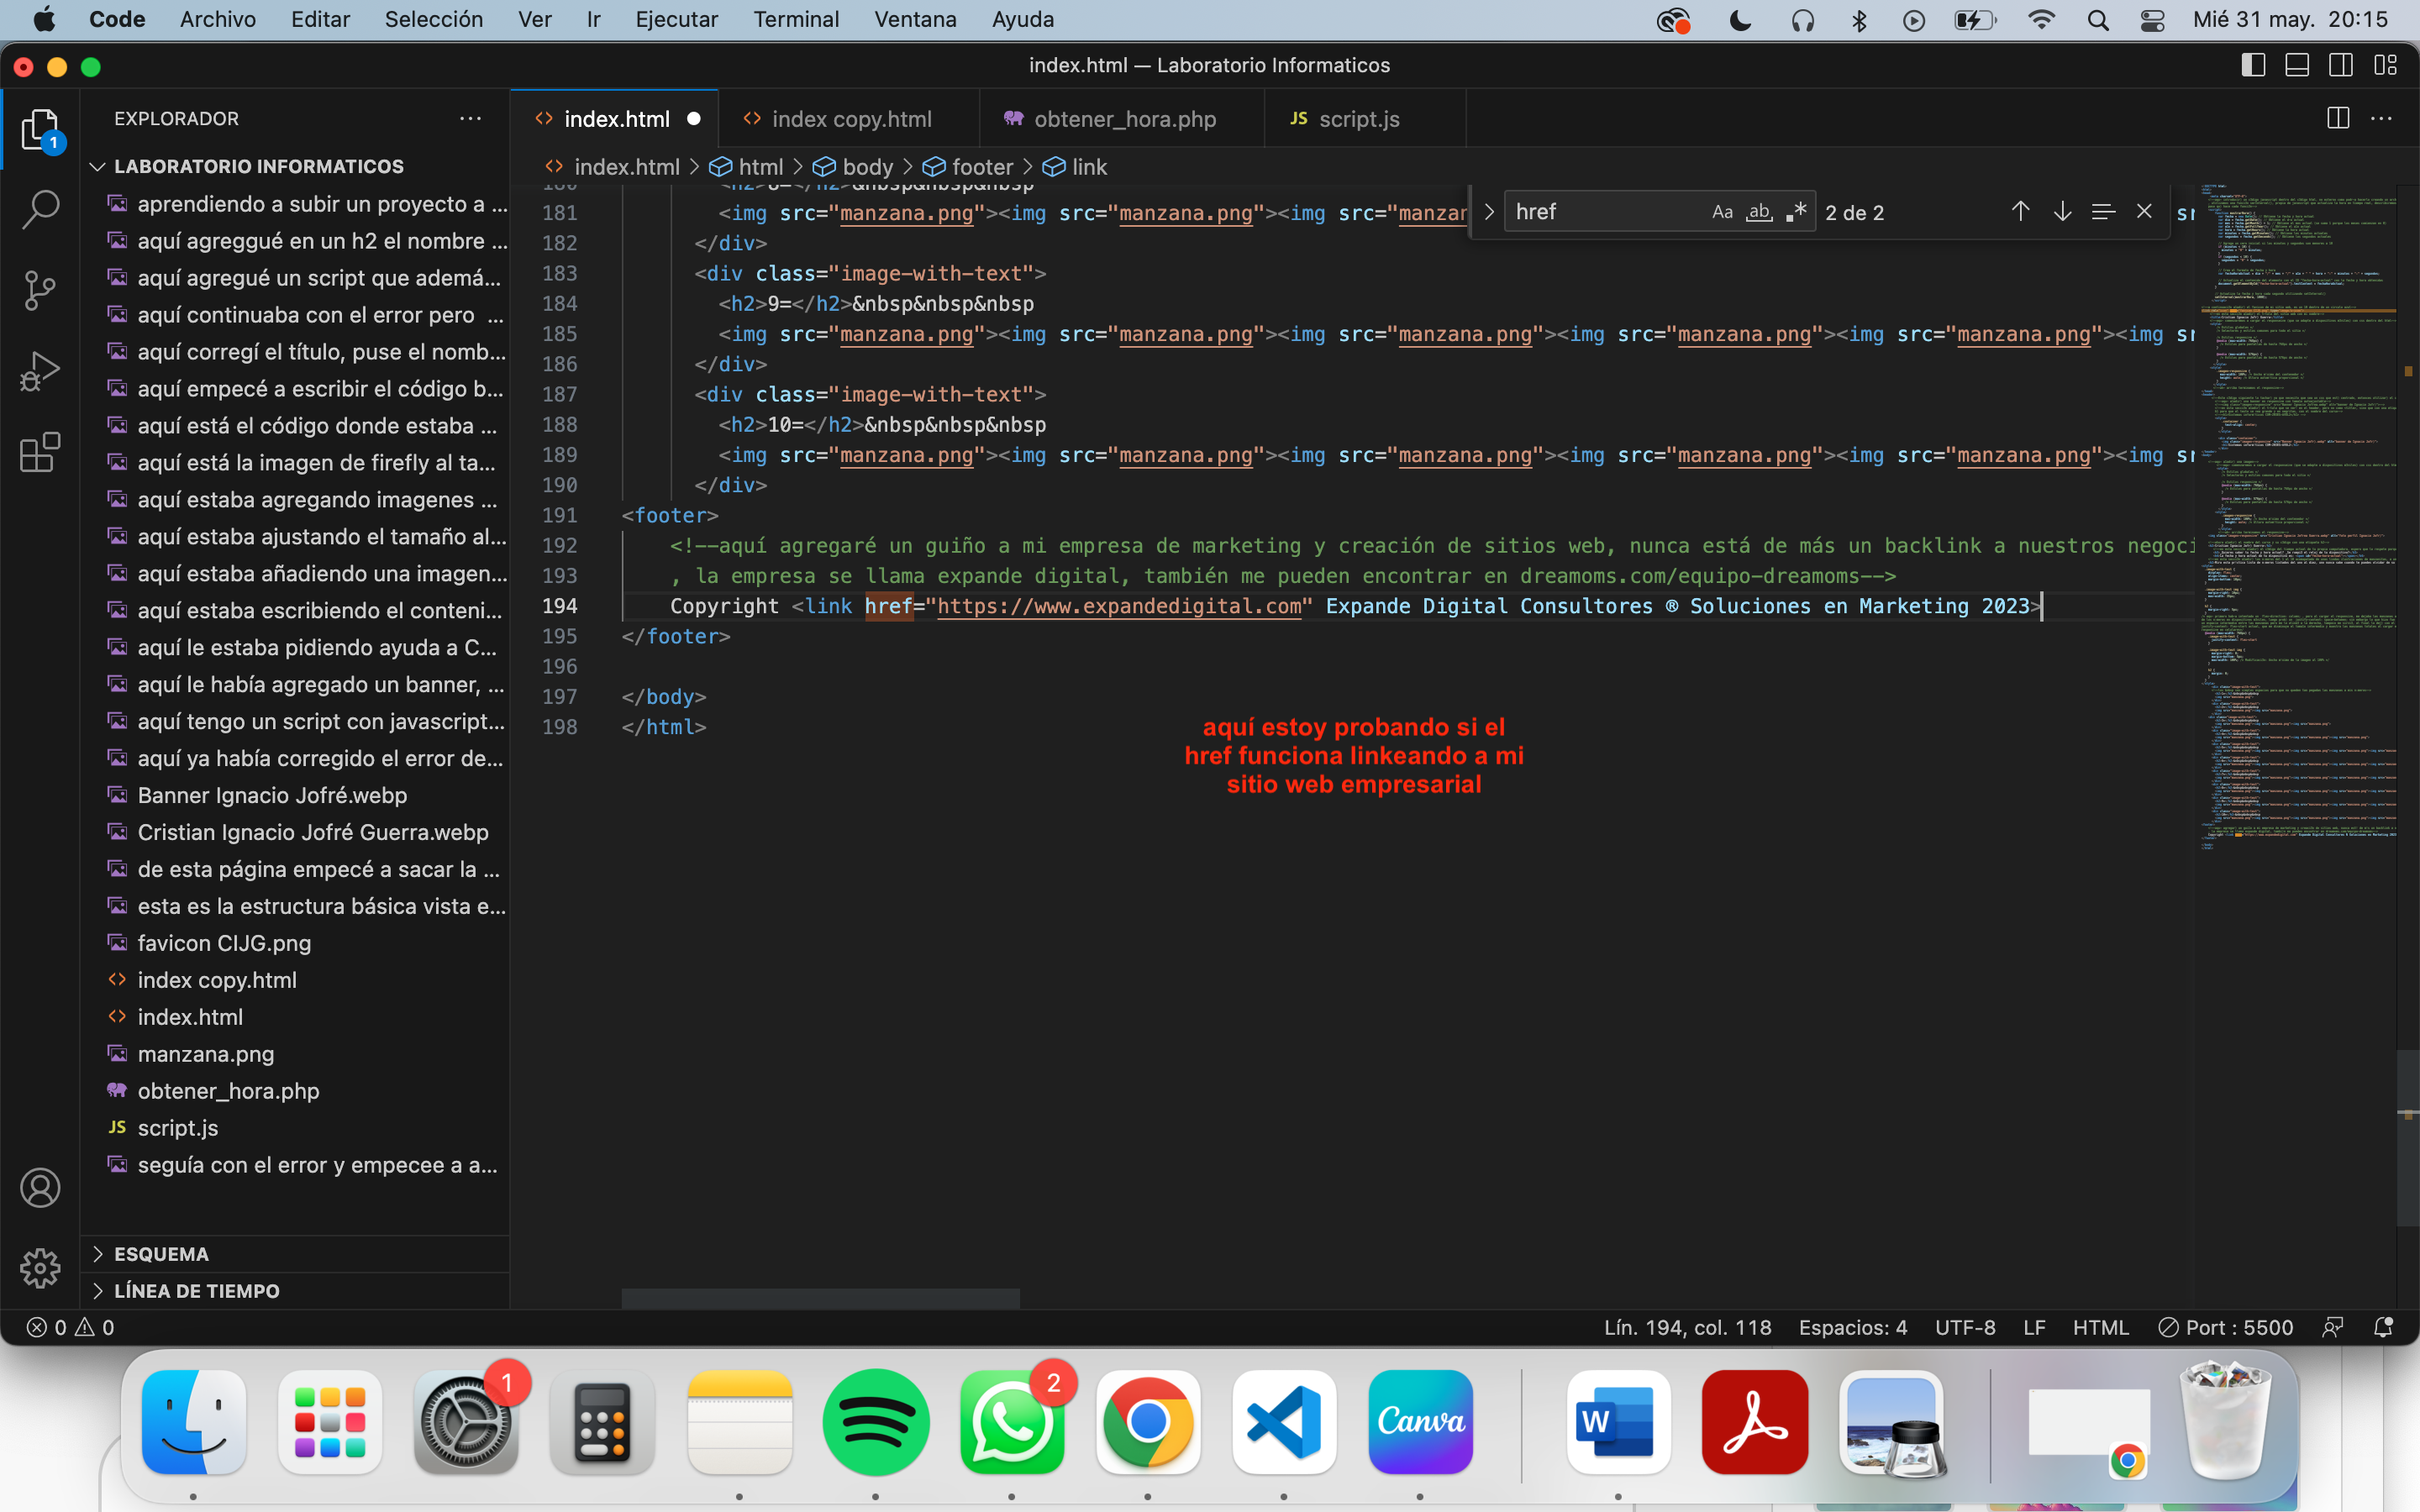 Code Archivo Editar Selección Ver Ir Ejecutar Terminal Ventana Ayuda Mié 31 may. 20:15
index.html — Laboratorio Informaticos
EXPLORADOR
index.html
index copy.html
obtener_hora.php
JS script.js
1
LABORATORIO INFORMATICOS
index.html > html > body > footer > link
href
Aa ab .* 2 de 2
aprendiendo a subir un proyecto a ...
aquí agreggué en un h2 el nombre ...
aquí agregué un script que ademá...
aquí continuaba con el error pero ...
aquí corregí el título, puse el nomb...
aquí empecé a escribir el código b...
aquí está el código donde estaba ...
aquí está la imagen de firefly al ta...
aquí estaba agregando imagenes ...
aquí estaba ajustando el tamaño al...
aquí estaba añadiendo una imagen...
aquí estaba escribiendo el conteni...
aquí le estaba pidiendo ayuda a C...
aquí le había agregado un banner, ...
aquí tengo un script con javascript...
aquí ya había corregido el error de...
Banner Ignacio Jofré.webp
Cristian Ignacio Jofré Guerra.webp
de esta página empecé a sacar la ...
esta es la estructura básica vista e...
favicon CIJG.png
index copy.html
index.html
manzana.png
obtener_hora.php
JS script.js
seguía con el error y empecee a a...
ESQUEMA
LÍNEA DE TIEMPO
181 <img src="manzana.png"><img src="manzana.png"><img src="manzan sr
182 </div>
183 <div class="image-with-text">
184 <h2>9=</h2>&nbsp&nbsp&nbsp
185 <img src="manzana.png"><img src="manzana.png"><img src="manzana.png"><img src="manzana.png"><img src="manzana.png"><img sr
186 </div>
187 <div class="image-with-text">
188 <h2>10=</h2>&nbsp&nbsp&nbsp
189 <img src="manzana.png"><img src="manzana.png"><img src="manzana.png"><img src="manzana.png"><img src="manzana.png"><img sr
190 </div>
191 <footer>
192 <!--aquí agregaré un guiño a mi empresa de marketing y creación de sitios web, nunca está de más un backlink a nuestros negoci
193 , la empresa se llama expande digital, también me pueden encontrar en dreamoms.com/equipo-dreamoms-->
194 Copyright <link href="https://www.expandedigital.com" Expande Digital Consultores ® Soluciones en Marketing 2023>
195 </footer>
196
197 </body>
198 </html>
aquí estoy probando si el
href funciona linkeando a mi
sitio web empresarial
0 0 Lín. 194, col. 118 Espacios: 4 UTF-8 LF HTML Port : 5500
1
2
Canva
W